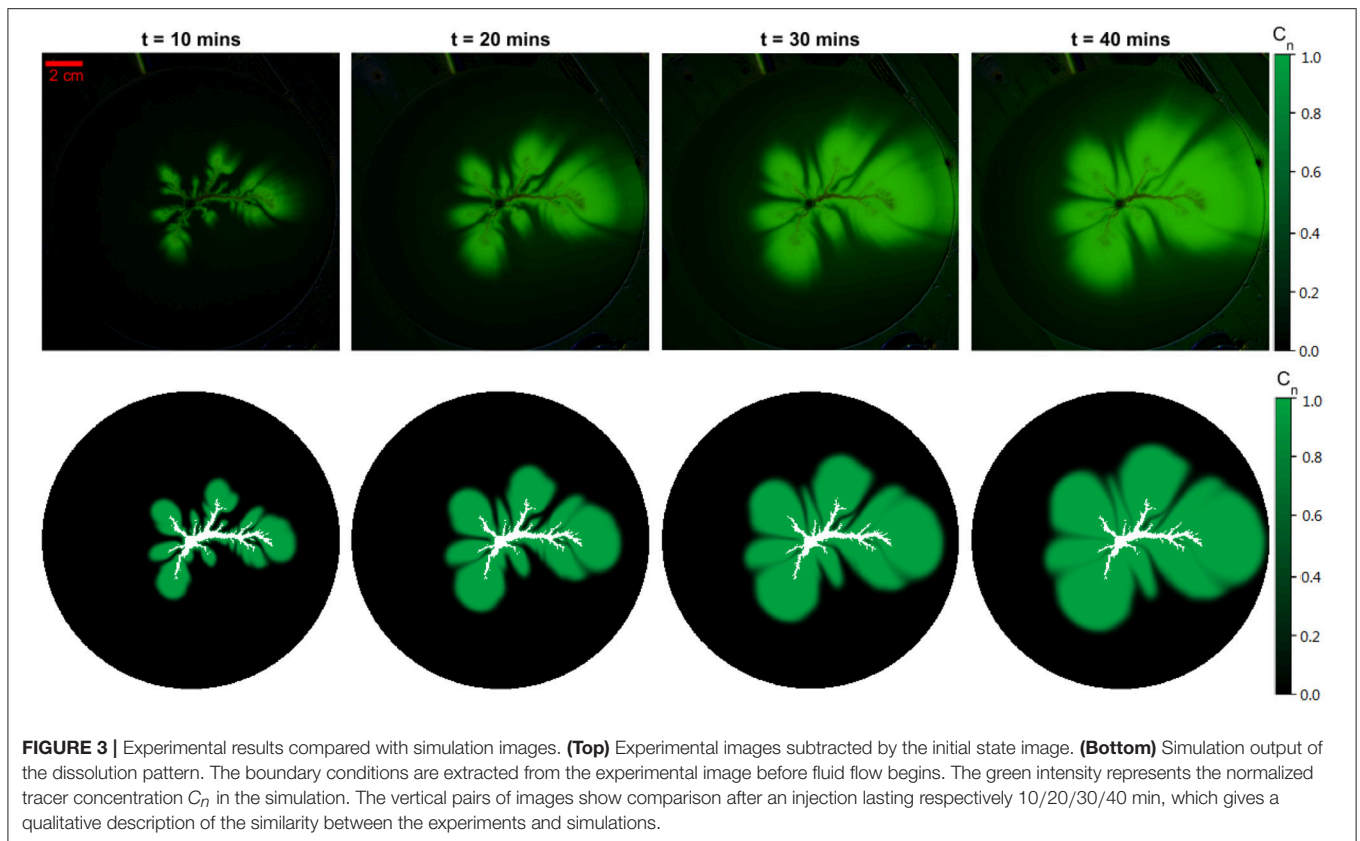 t = 10 mins
t = 20 mins
t = 30 mins
t = 40 mins
2 cm
C_n
1.0
0.8
0.6
0.4
0.2
0.0
C_n
1.0
0.8
0.6
0.4
0.2
0.0
FIGURE 3 | Experimental results compared with simulation images. (Top) Experimental images subtracted by the initial state image. (Bottom) Simulation output of
the dissolution pattern. The boundary conditions are extracted from the experimental image before fluid flow begins. The green intensity represents the normalized
tracer concentration C_n in the simulation. The vertical pairs of images show comparison after an injection lasting respectively 10/20/30/40 min, which gives a
qualitative description of the similarity between the experiments and simulations.